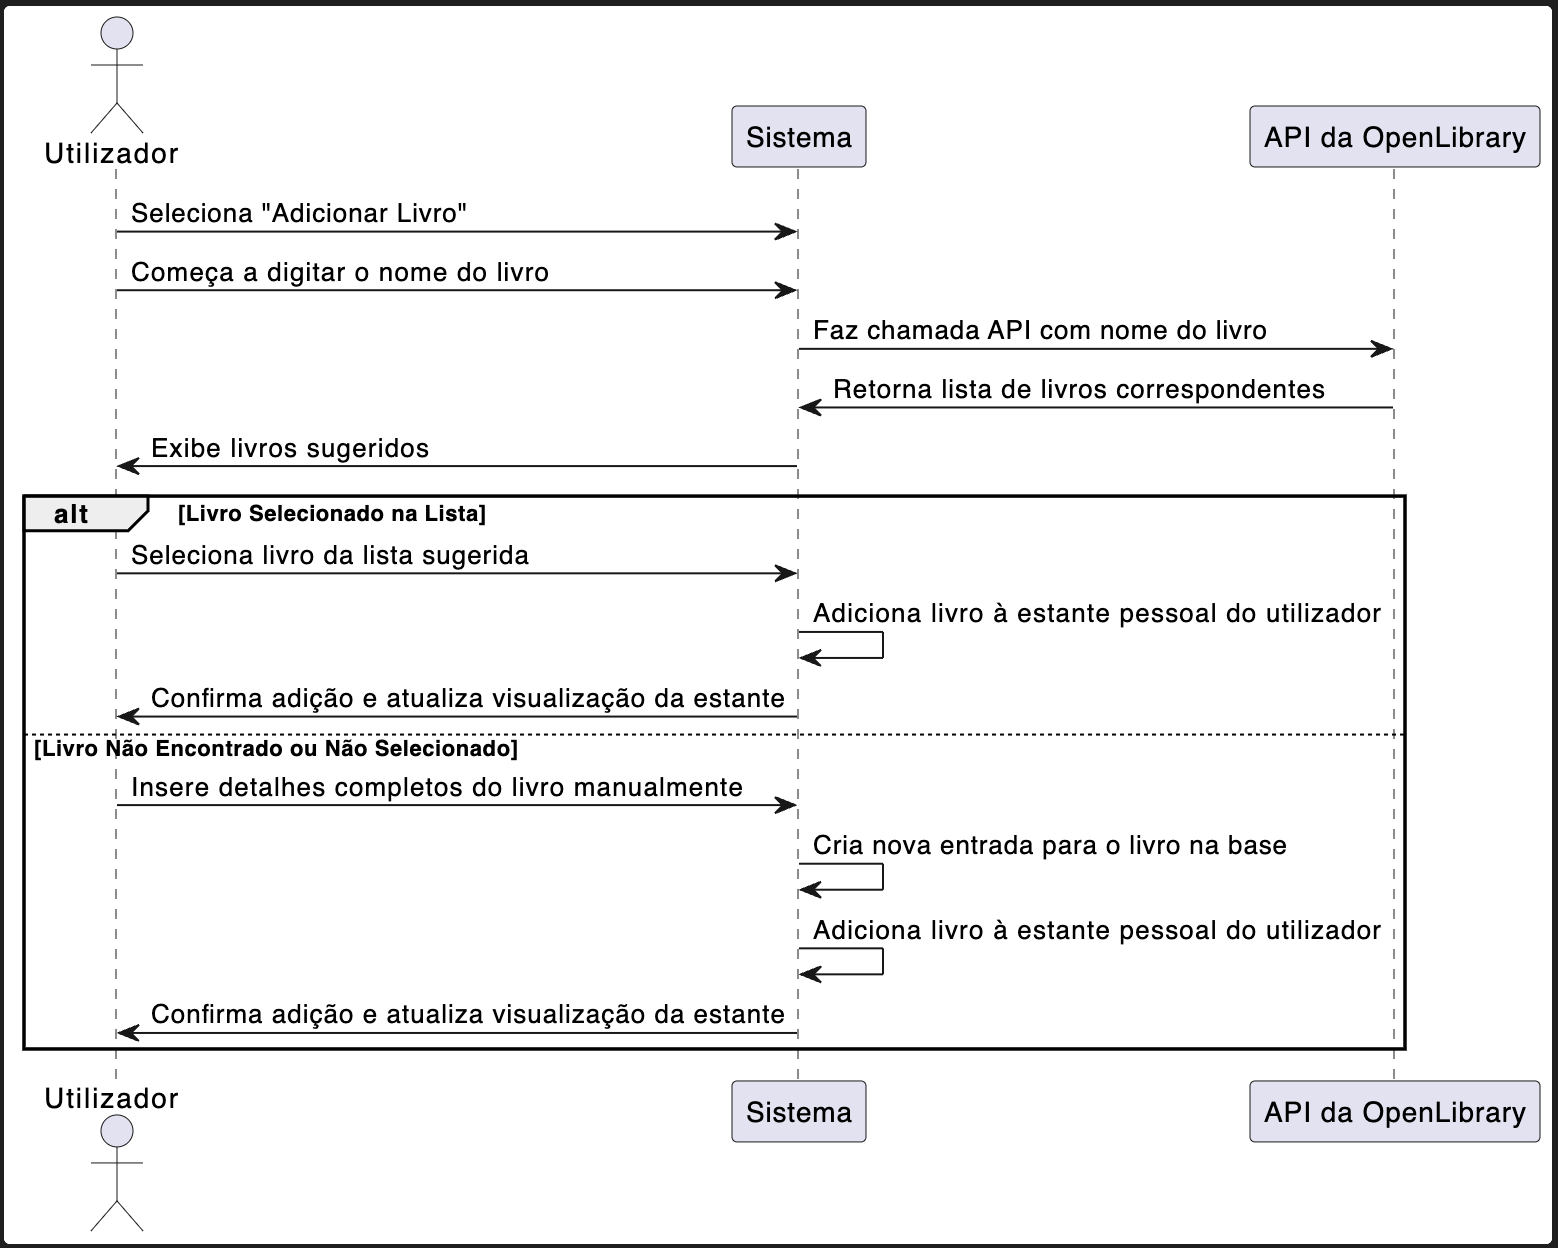 Utilizador
Sistema
API da OpenLibrary
Seleciona "Adicionar Livro"
Começa a digitar o nome do livro
Faz chamada API com nome do livro
Retorna lista de livros correspondentes
Exibe livros sugeridos
alt
[Livro Selecionado na Lista]
Seleciona livro da lista sugerida
Adiciona livro à estante pessoal do utilizador
Confirma adição e atualiza visualização da estante
[Livro Não Encontrado ou Não Selecionado]
Insere detalhes completos do livro manualmente
Cria nova entrada para o livro na base
Adiciona livro à estante pessoal do utilizador
Confirma adição e atualiza visualização da estante
Utilizador
Sistema
API da OpenLibrary